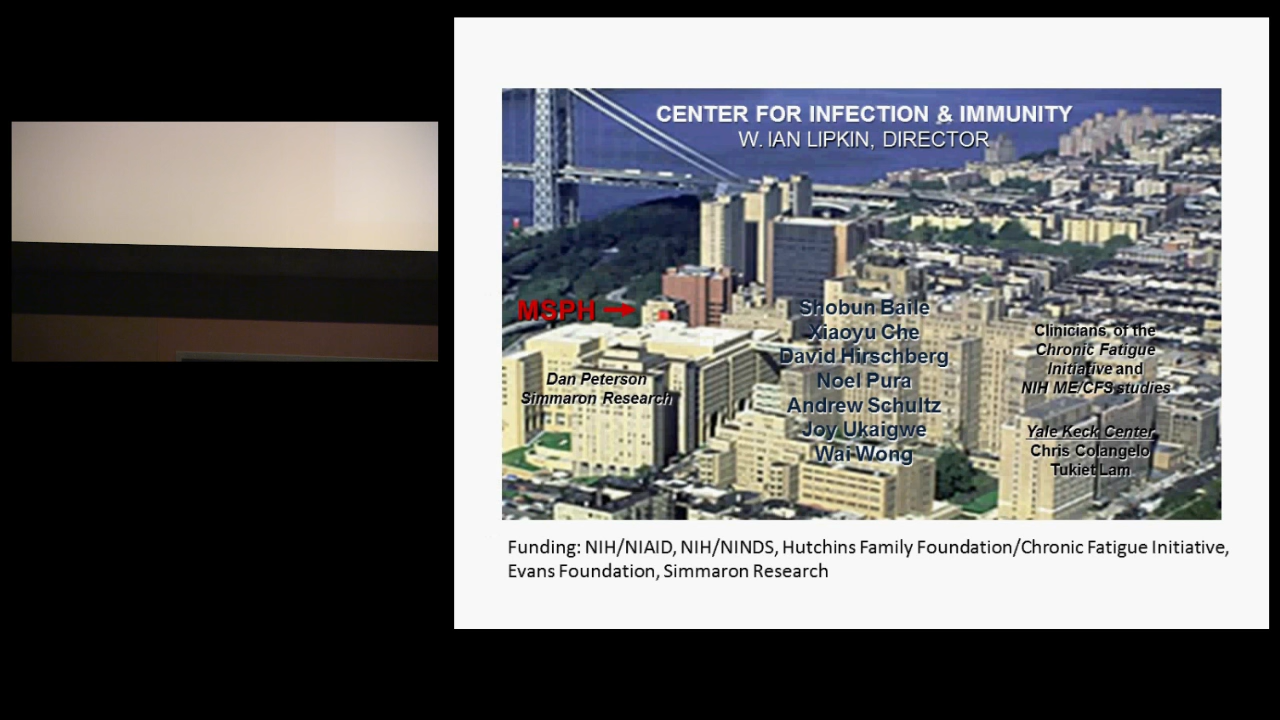 CENTER FOR INFECTION & IMMUNITY
W. IAN LIPKIN, DIRECTOR
MSPH
Dan Peterson
Simmaron Research
Shobun Baile
Xiaoyu Che
David Hirschberg
Noel Pura
Andrew Schultz
Joy Ukaigwe
Wai Wong
Clinicians of the
Chronic Fatigue
Initiative and
NIH ME/CFS studies
Yale Keck Center
Chris Colangelo
Tukiet Lam
Funding: NIH/NIAID, NIH/NINDS, Hutchins Family Foundation/Chronic Fatigue Initiative,
Evans Foundation, Simmaron Research